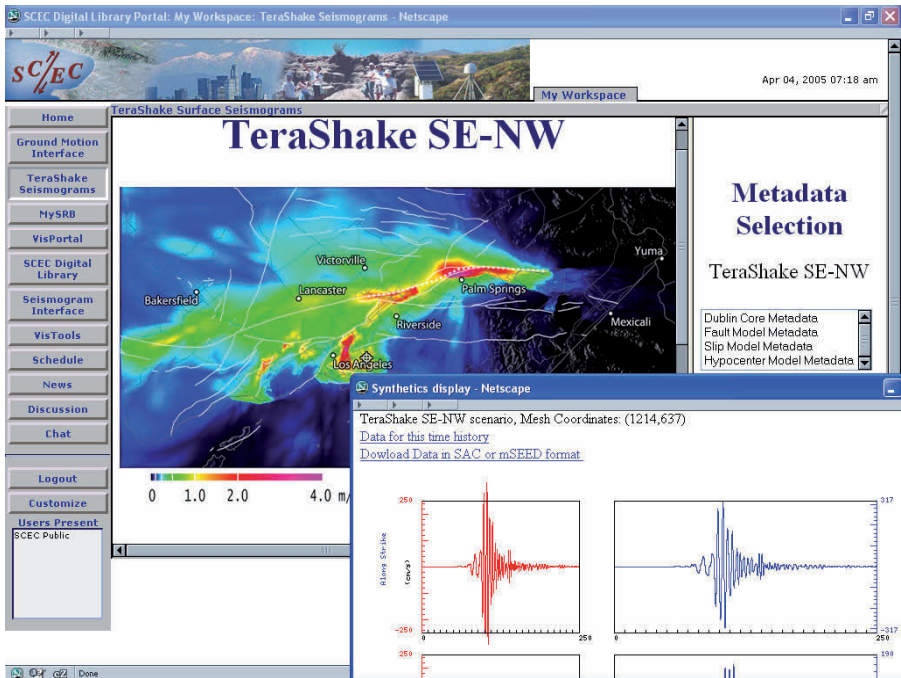 SCEC Digital Library Portal: My Workspace: TeraShake Seismograms - Netscape
SC/EC
My Workspace
Apr 04, 2005 07:18 am
Home
Ground Motion
Interface
TeraShake
Seismograms
MySRB
VisPortal
SCEC Digital
Library
Seismogram
Interface
VisTools
Schedule
News
Discussion
Chat
Logout
Customize
Users Present
SCEC Public
TeraShake Surface Seismograms
TeraShake SE-NW
Victorville
Yuma
Bakersfield
Lancaster
Palm Springs
Riverside
Mexicali
Los Angeles
0 1.0 2.0 4.0 m/
Metadata
Selection
TeraShake SE-NW
Dublin Core Metadata
Fault Model Metadata
Slip Model Metadata
Hypocenter Model Metadata
Synthetics display - Netscape
TeraShake SE-NW scenario, Mesh Coordinates: (1214,637)
Data for this time history
Dowload Data in SAC or mSEED format
250 317
Along Strike
(cm/s)
-250 -317
0 250 0 250
250 190
Done